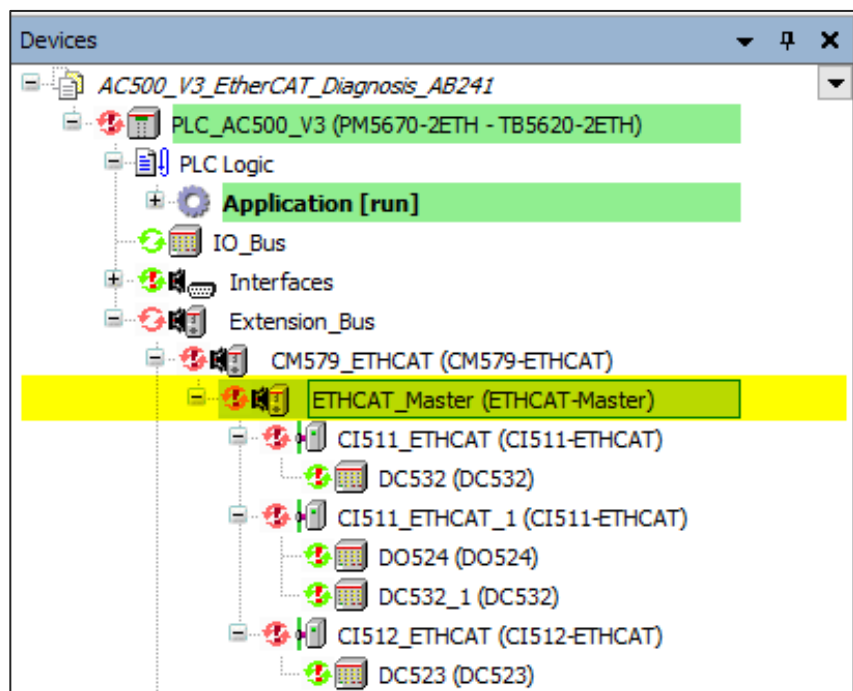 Devices
AC500_V3_EtherCAT_Diagnosis_AB241
PLC_AC500_V3 (PM5670-2ETH - TB5620-2ETH)
PLC Logic
Application [run]
IO_Bus
Interfaces
Extension_Bus
CM579_ETHCAT (CM579-ETHCAT)
ETHCAT_Master (ETHCAT-Master)
CI511_ETHCAT (CI511-ETHCAT)
DC532 (DC532)
CI511_ETHCAT_1 (CI511-ETHCAT)
DO524 (DO524)
DC532_1 (DC532)
CI512_ETHCAT (CI512-ETHCAT)
DC523 (DC523)